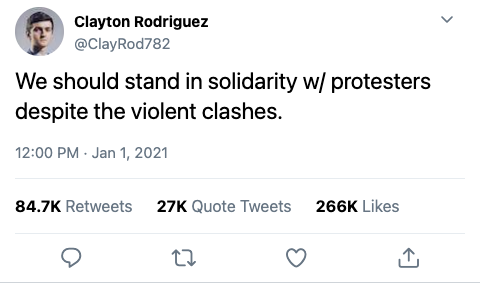 Clayton Rodriguez
@ClayRod782
We should stand in solidarity w/ protesters
despite the violent clashes.
12:00 PM · Jan 1, 2021
84.7K Retweets 27K Quote Tweets 266K Likes